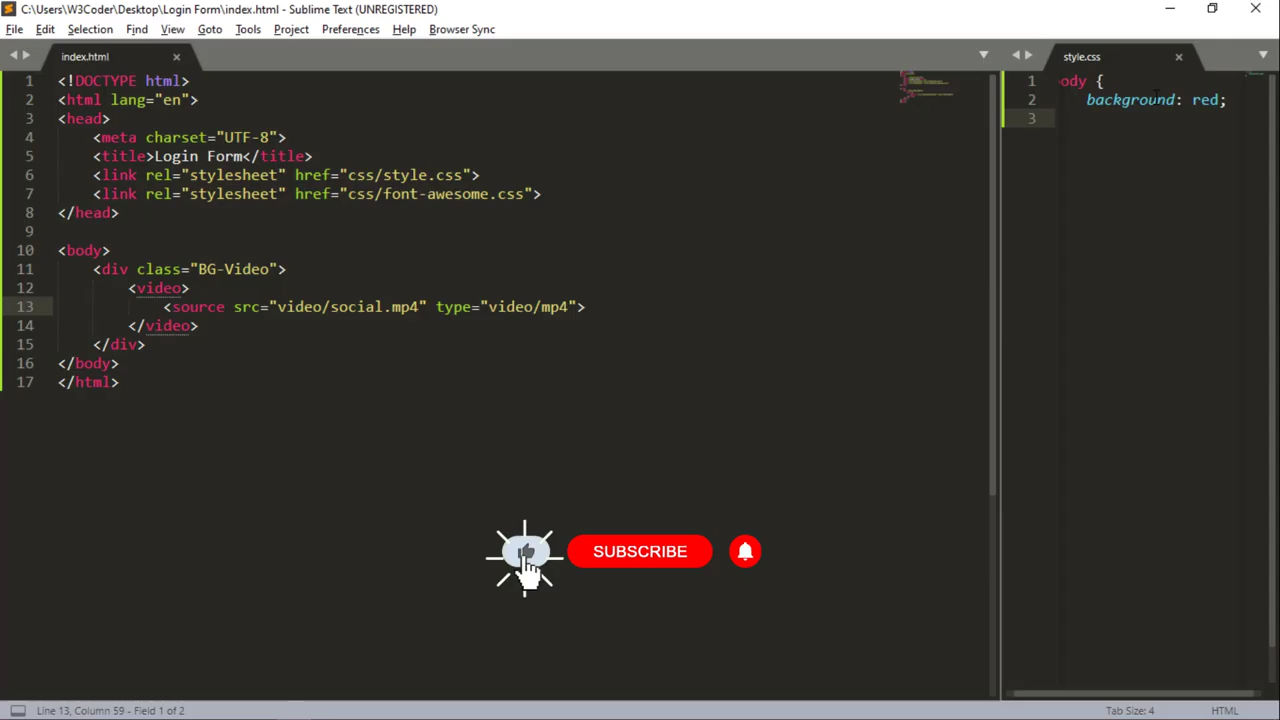 C:\Users\W3Coder\Desktop\Login Form\index.html - Sublime Text (UNREGISTERED)
File Edit Selection Find View Goto Tools Project Preferences Help Browser Sync
index.html
1 <!DOCTYPE html>
2 <html lang="en">
3 <head>
4 <meta charset="UTF-8">
5 <title>Login Form</title>
6 <link rel="stylesheet" href="css/style.css">
7 <link rel="stylesheet" href="css/font-awesome.css">
8 </head>
9
10 <body>
11 <div class="BG-Video">
12 <video>
13 <source src="video/social.mp4" type="video/mp4">
14 </video>
15 </div>
16 </body>
17 </html>
style.css
1 ody {
2 background: red;
3
SUBSCRIBE
Line 13, Column 59 - Field 1 of 2
Tab Size: 4
HTML